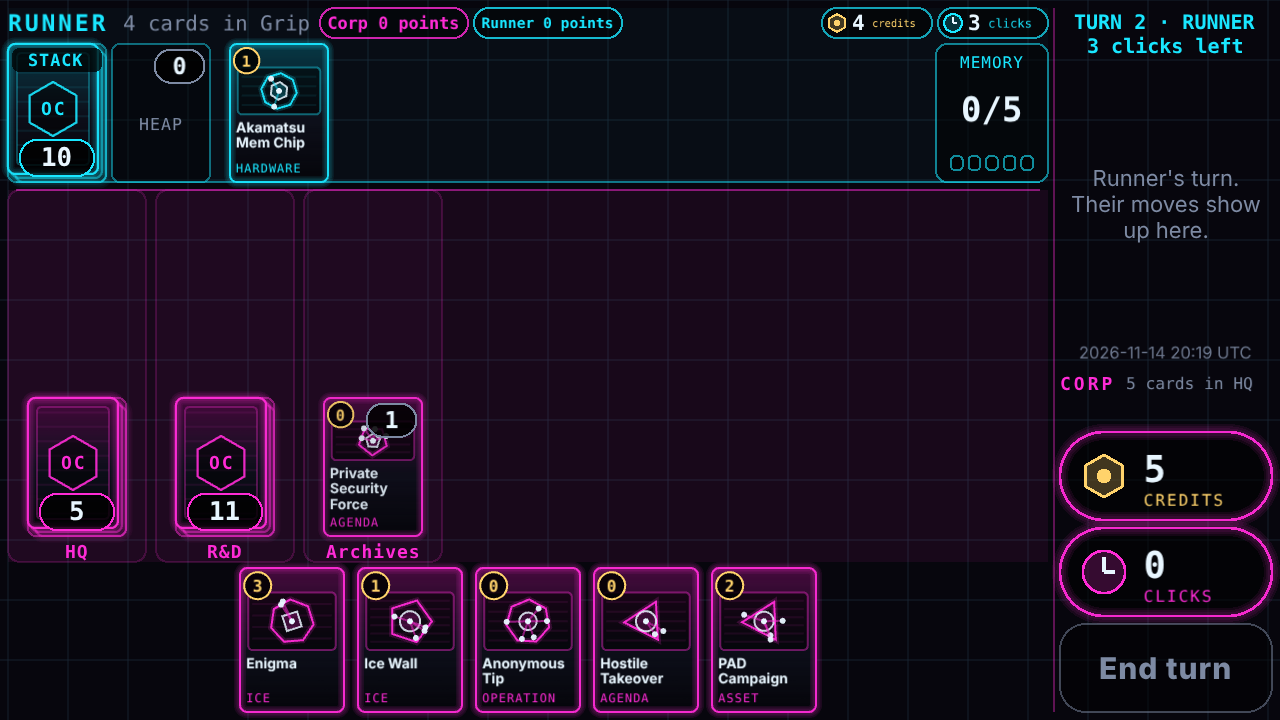 RUNNER 4 cards in Grip Corp 0 points Runner 0 points 4 credits 3 clicks
TURN 2 · RUNNER
3 clicks left
STACK
OC
10
0
HEAP
1
Akamatsu
Mem Chip
HARDWARE
MEMORY
0/5
Runner's turn.
Their moves show
up here.
2026-11-14 20:19 UTC
CORP 5 cards in HQ
OC
5
HQ
OC
11
R&D
0
1
Private
Security
Force
AGENDA
Archives
5
CREDITS
0
CLICKS
End turn
3
Enigma
ICE
1
Ice Wall
ICE
0
Anonymous
Tip
OPERATION
0
Hostile
Takeover
AGENDA
2
PAD
Campaign
ASSET